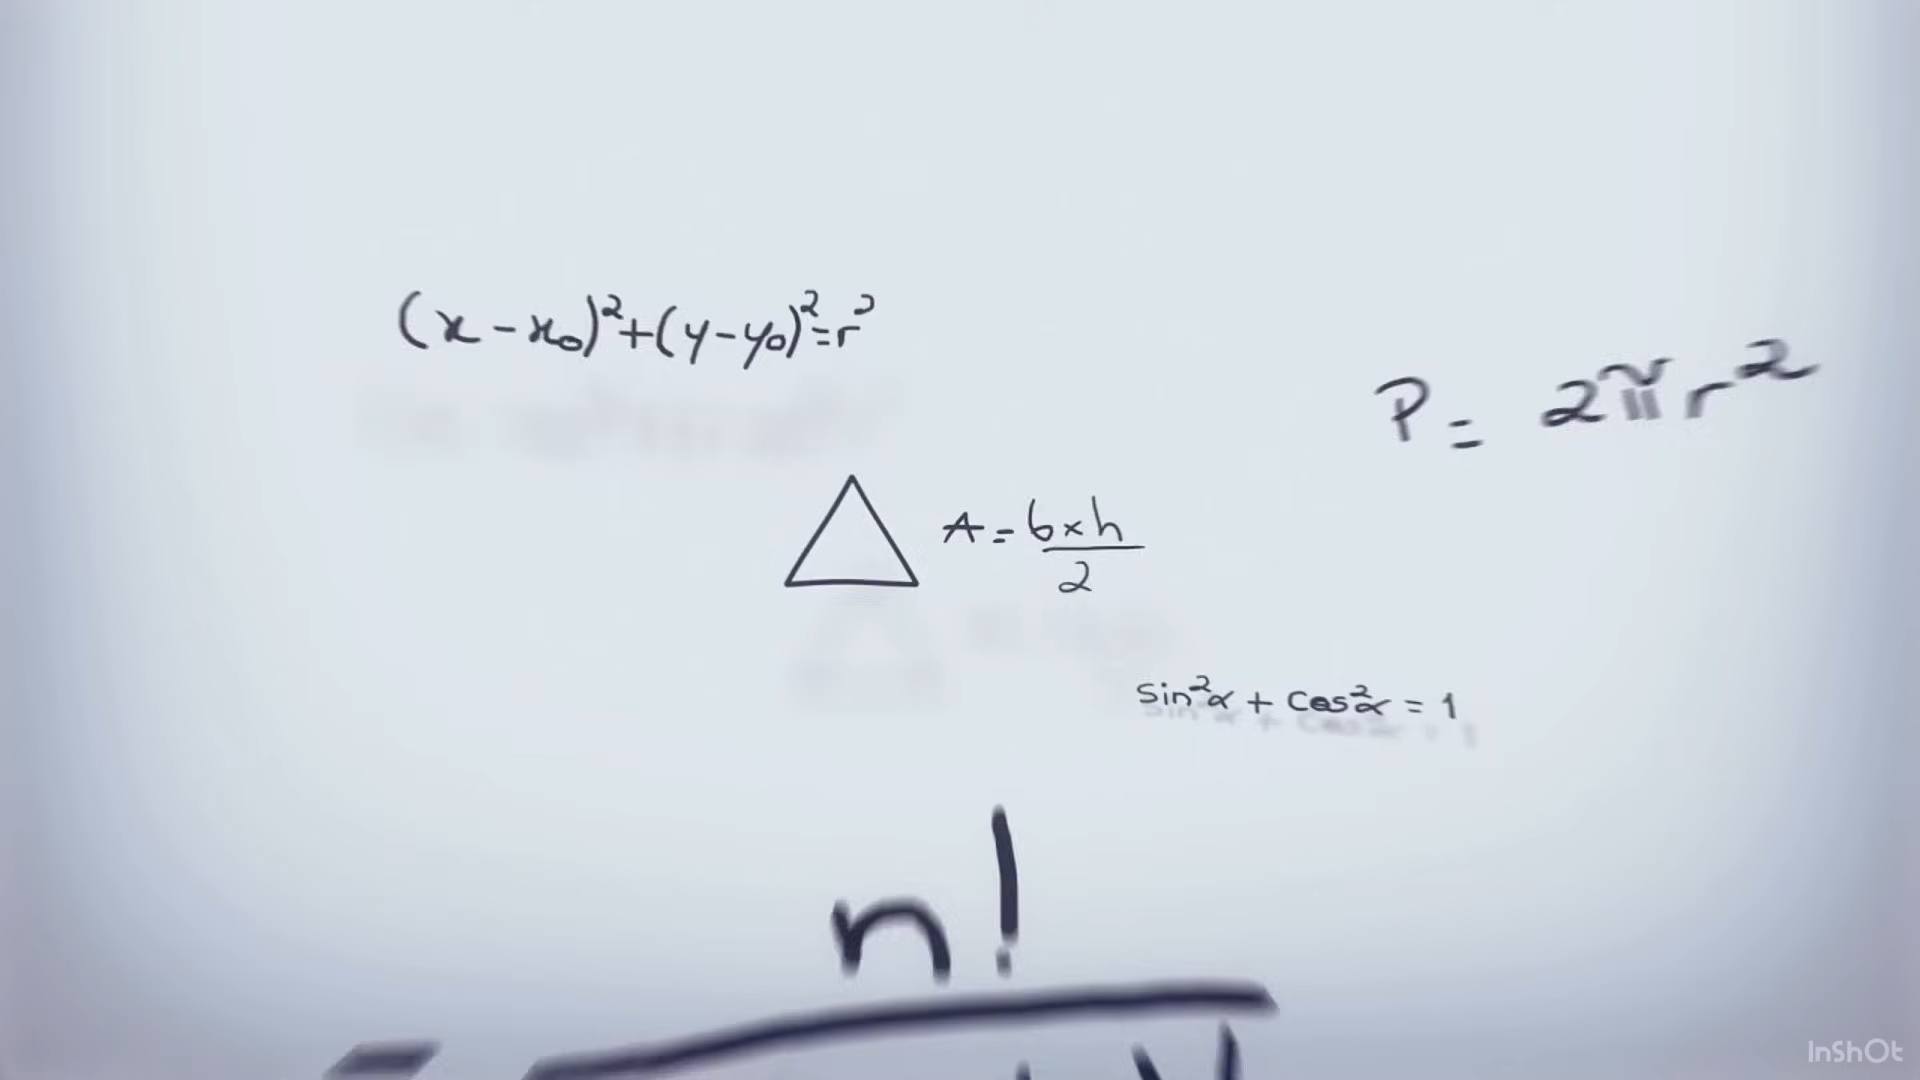 (x - x₀)² + (y - y₀)² = r²
P = 2πr²
A = b × h
2
sin²α + cos²α = 1
n!
InShOt